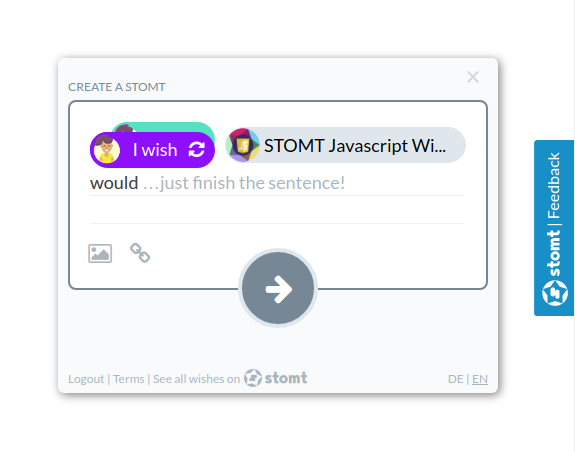 CREATE A STOMT
I wish STOMT Javascript Wi...
would ...just finish the sentence!
Logout | Terms | See all wishes on stomt
DE | EN
stomt | Feedback